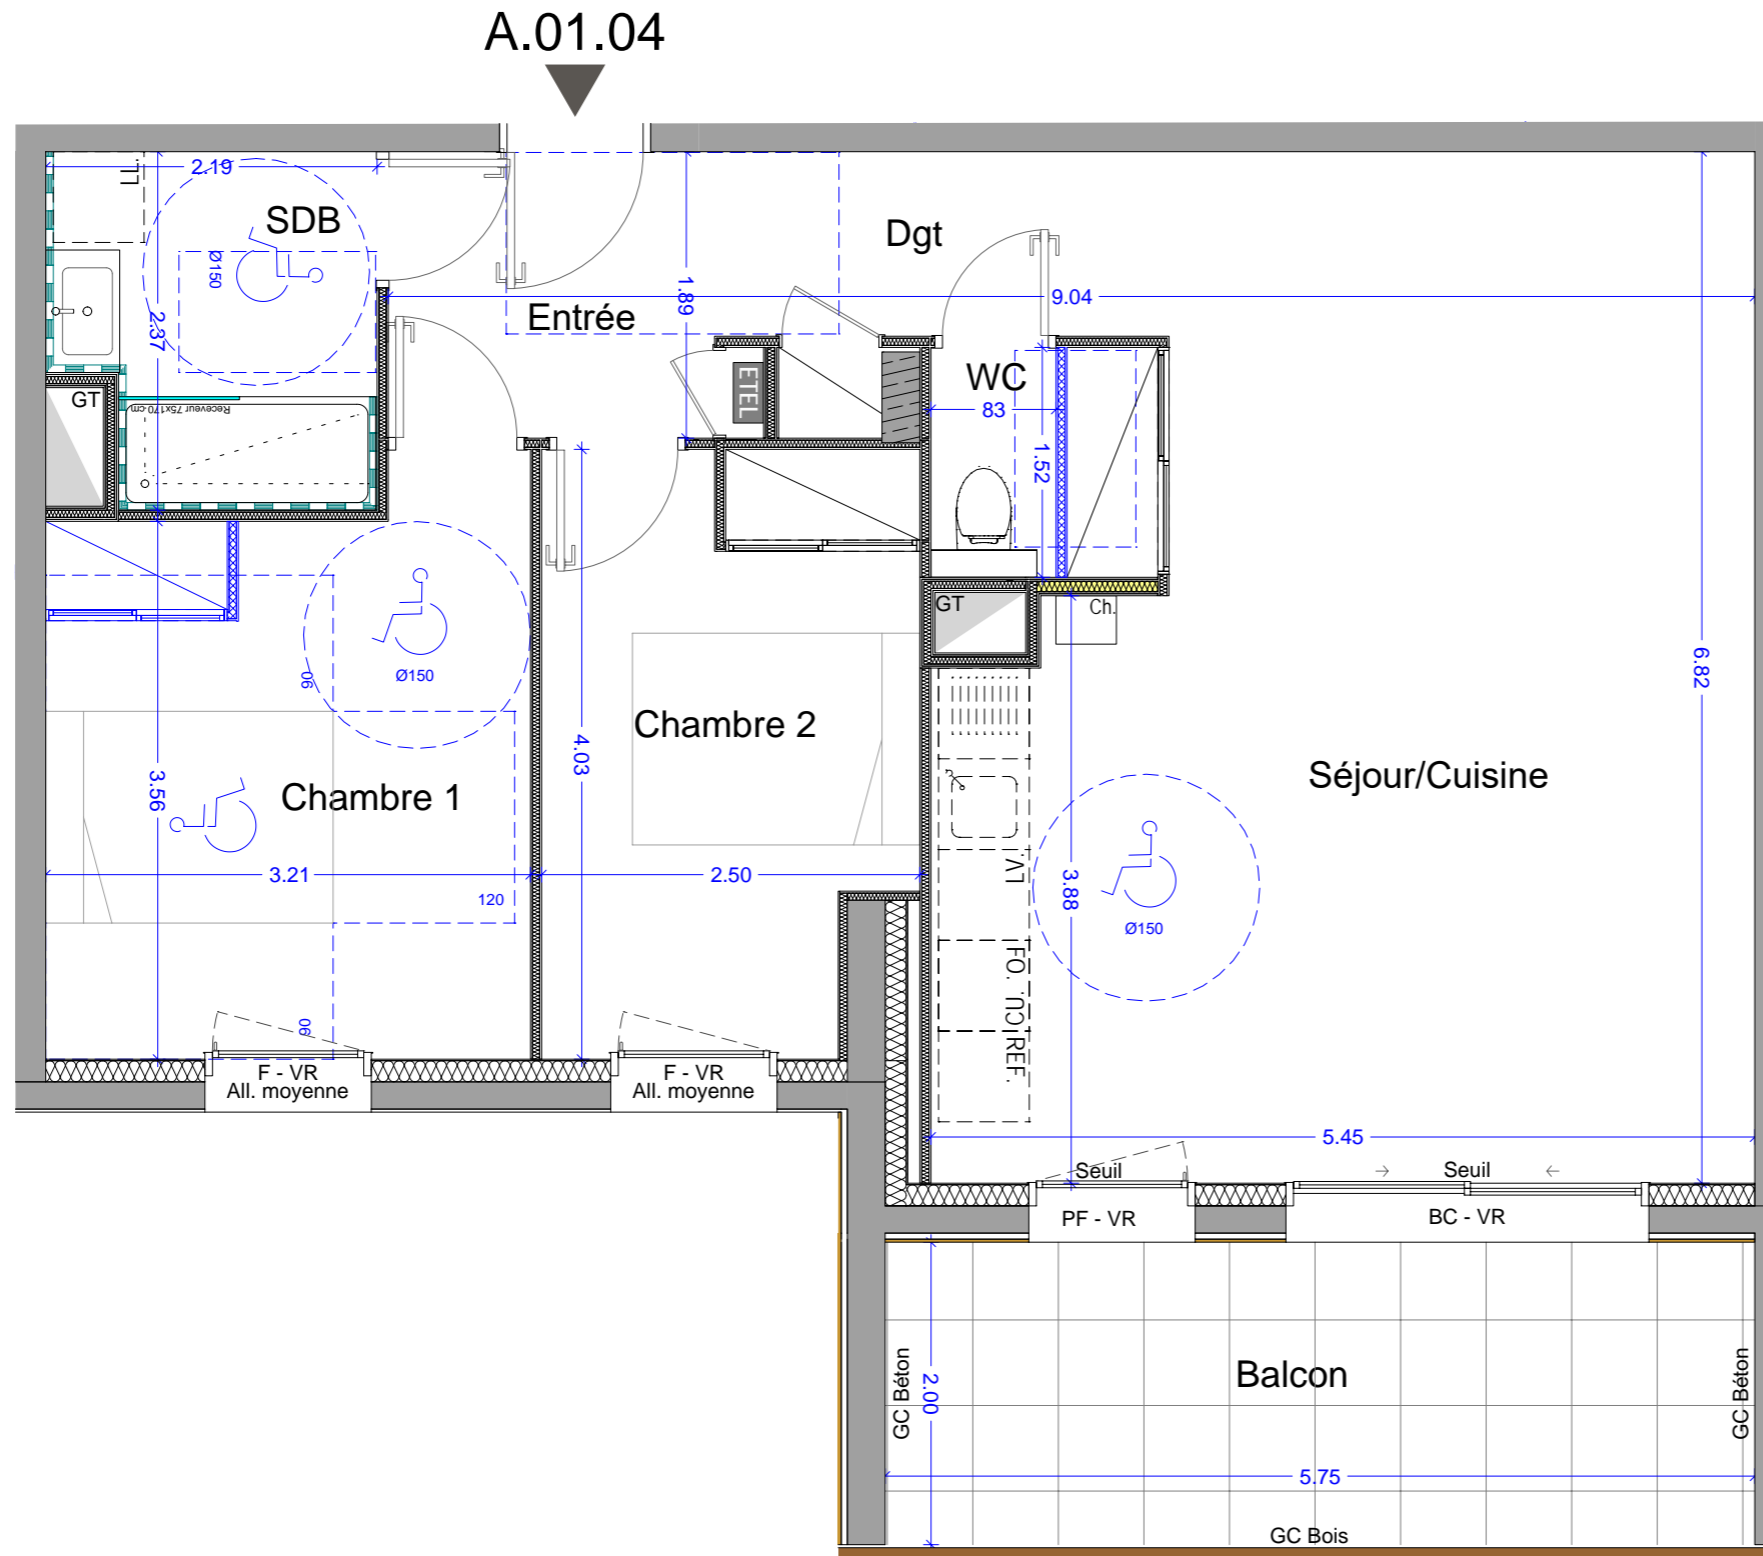 A.01.04
LL.
2.19
SDB
Ø150
2.37
Dgt
1.89
9.04
Entrée
ETEL
WC
83
1.52
GT
Receveur 75x170 cm
GT
Ch.
6.82
90
Ø150
Chambre 2
4.03
Séjour/Cuisine
3.56
Chambre 1
LV.
3.88
3.21
120
2.50
Ø150
FO.
CU.
REF.
90
F - VR
All. moyenne
F - VR
All. moyenne
5.45
Seuil
Seuil
PF - VR
BC - VR
GC Béton
2.00
Balcon
GC Béton
5.75
GC Bois